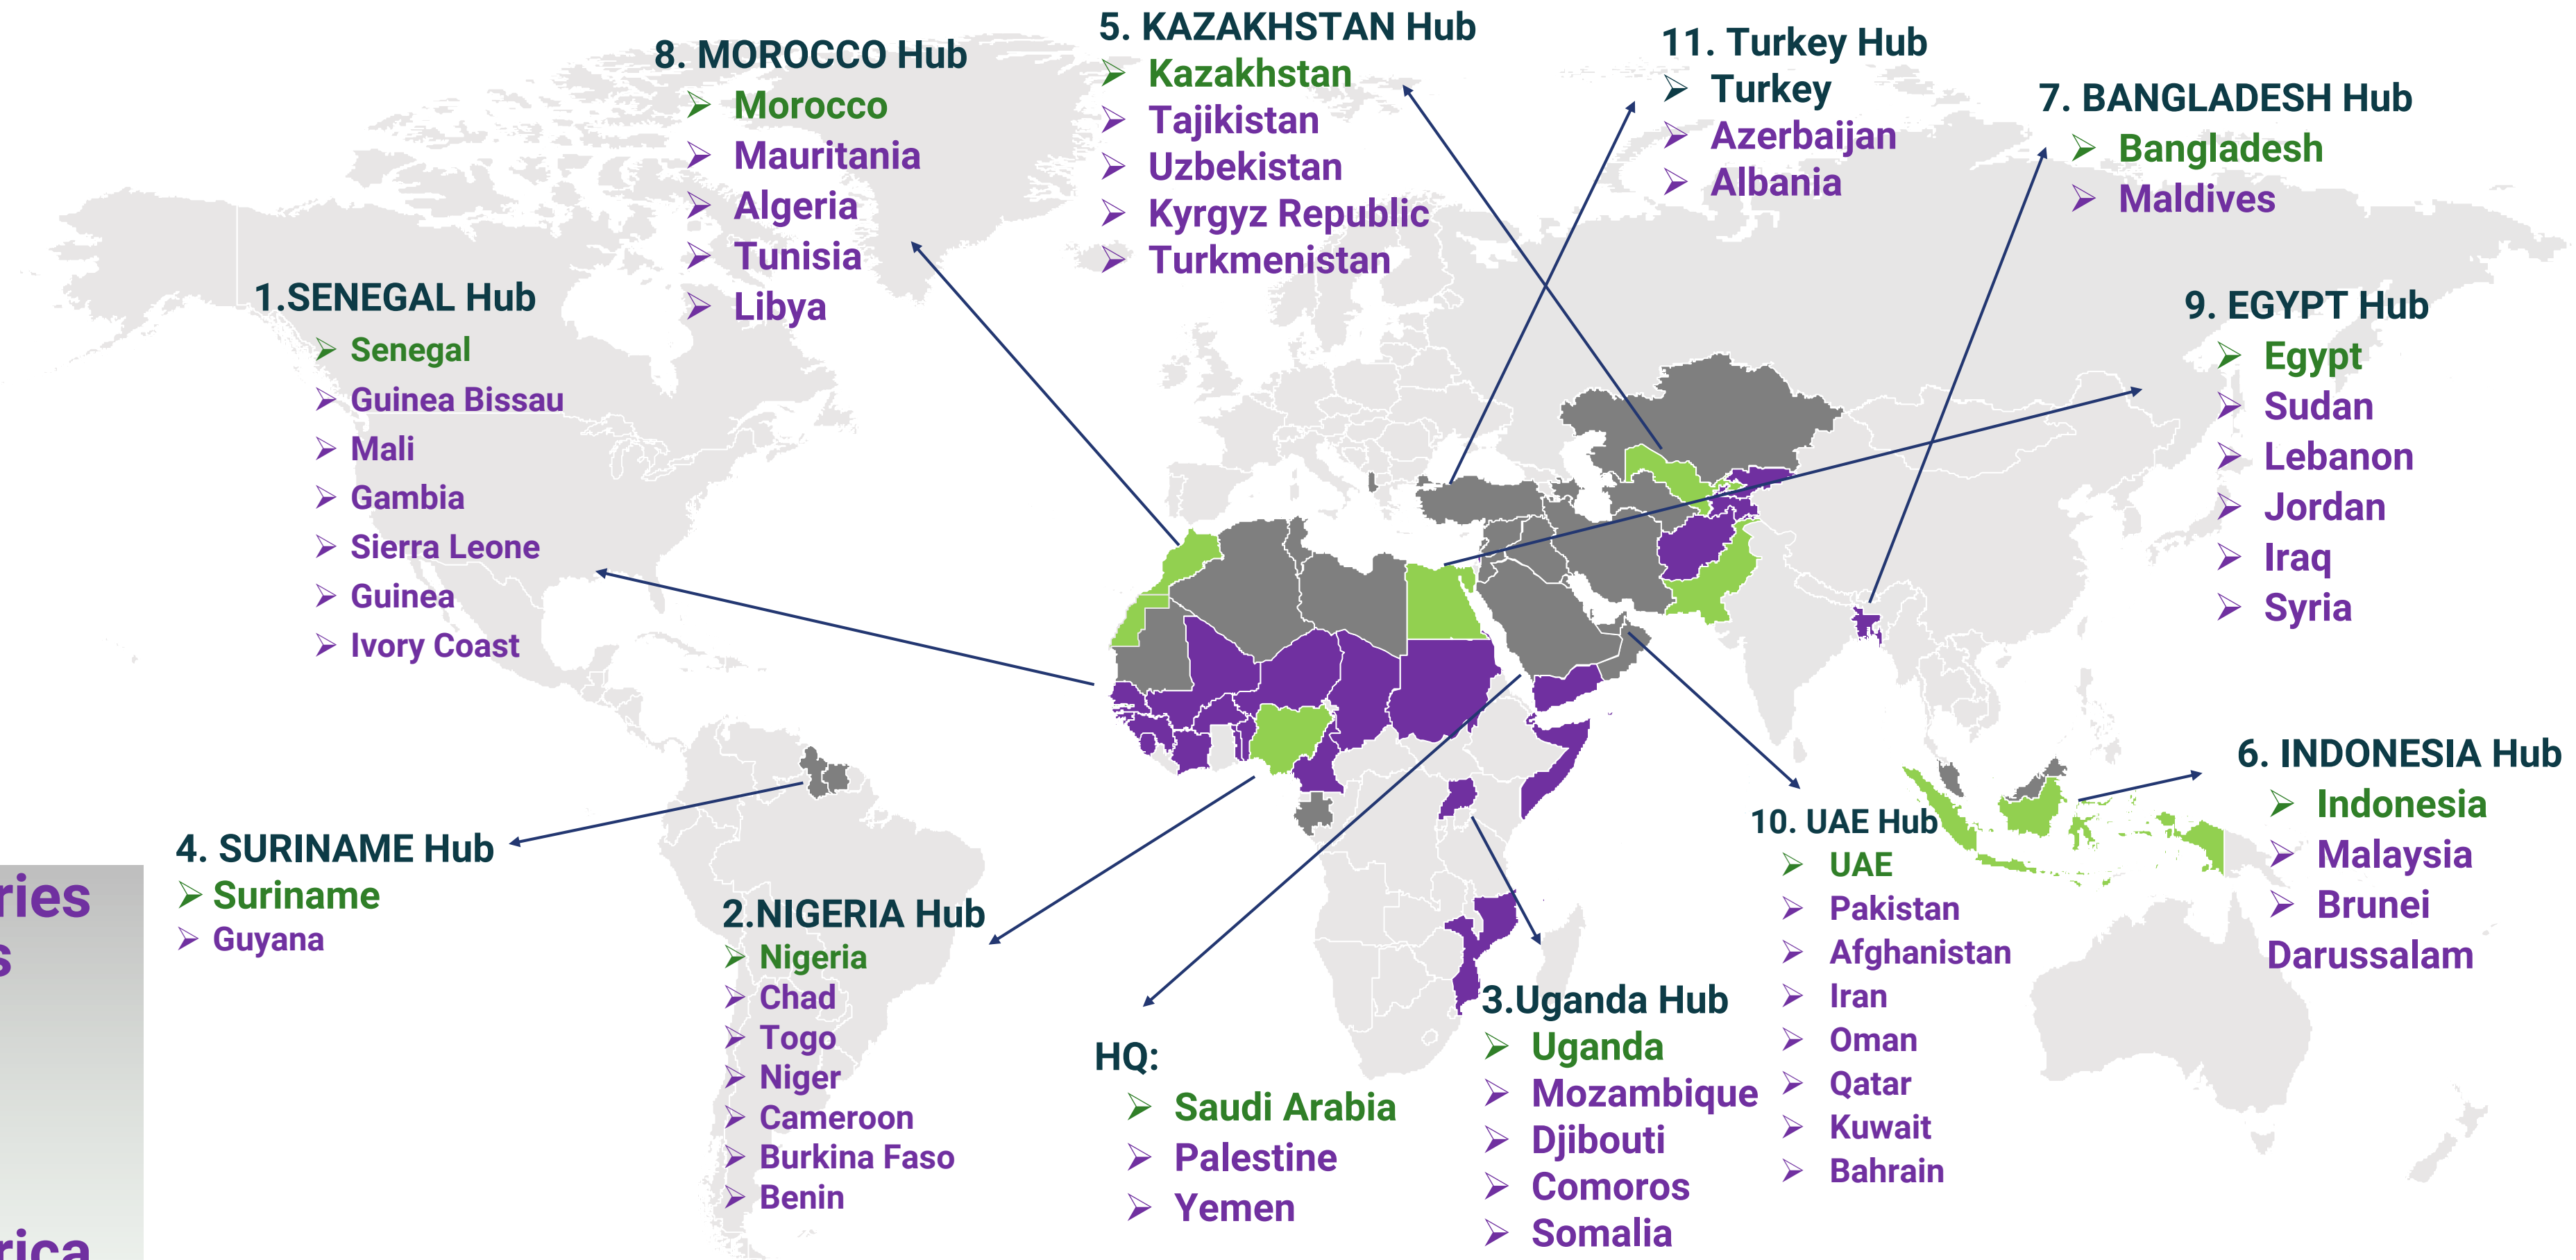 8. MOROCCO Hub
Morocco
Mauritania
Algeria
Tunisia
Libya
5. KAZAKHSTAN Hub
Kazakhstan
Tajikistan
Uzbekistan
Kyrgyz Republic
Turkmenistan
11. Turkey Hub
Turkey
Azerbaijan
Albania
7. BANGLADESH Hub
Bangladesh
Maldives
1.SENEGAL Hub
Senegal
Guinea Bissau
Mali
Gambia
Sierra Leone
Guinea
Ivory Coast
9. EGYPT Hub
Egypt
Sudan
Lebanon
Jordan
Iraq
Syria
4. SURINAME Hub
Suriname
Guyana
2.NIGERIA Hub
Nigeria
Chad
Togo
Niger
Cameroon
Burkina Faso
Benin
HQ:
Saudi Arabia
Palestine
Yemen
3.Uganda Hub
Uganda
Mozambique
Djibouti
Comoros
Somalia
10. UAE Hub
UAE
Pakistan
Afghanistan
Iran
Oman
Qatar
Kuwait
Bahrain
6. INDONESIA Hub
Indonesia
Malaysia
Brunei
Darussalam
ries
s
rica